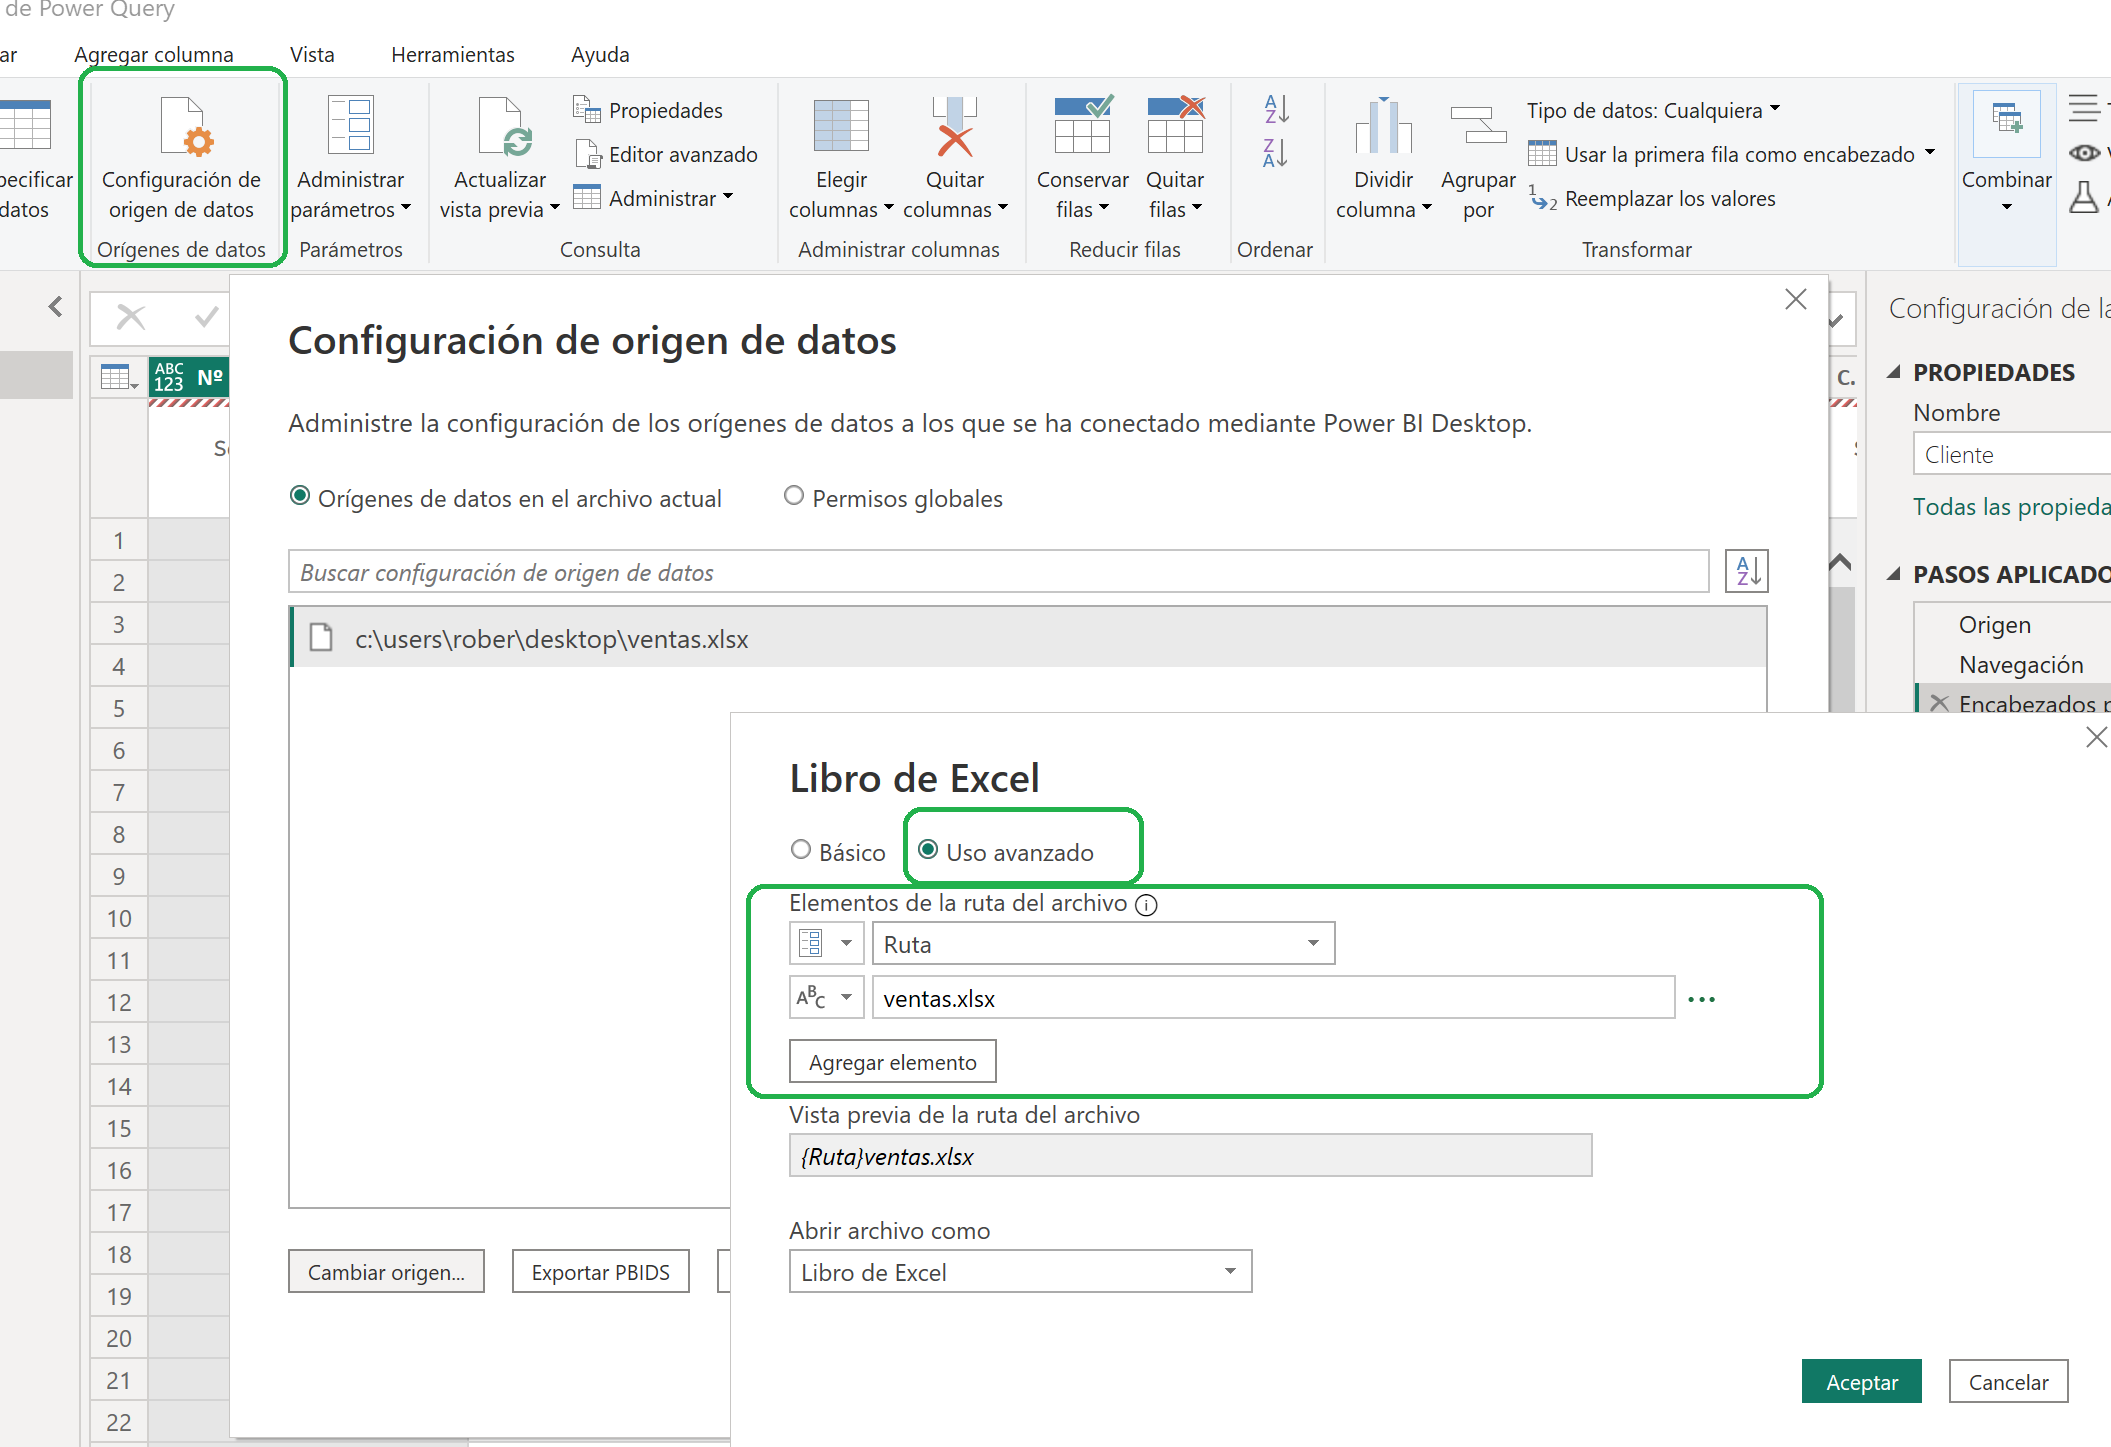 de Power Query
ar Agregar columna Vista Herramientas Ayuda
pecificar
datos
Configuración de
origen de datos
Orígenes de datos
Administrar
parámetros
Parámetros
Actualizar
vista previa
Propiedades
Editor avanzado
Administrar
Consulta
Elegir
columnas
Quitar
columnas
Administrar columnas
Conservar
filas
Quitar
filas
Reducir filas
Ordenar
Dividir
columna
Agrupar
por
Tipo de datos: Cualquiera
Usar la primera fila como encabezado
Reemplazar los valores
Transformar
Combinar
ABC
123 Nº
C.
Configuración de origen de datos
Administre la configuración de los orígenes de datos a los que se ha conectado mediante Power BI Desktop.
Orígenes de datos en el archivo actual Permisos globales
Buscar configuración de origen de datos
c:\users\rober\desktop\ventas.xlsx
Cambiar origen... Exportar PBIDS
1
2
3
4
5
6
7
8
9
10
11
12
13
14
15
16
17
18
19
20
21
22
Configuración de la
PROPIEDADES
Nombre
Cliente
Todas las propieda
PASOS APLICADO
Origen
Navegación
Encabezados p
Libro de Excel
Básico Uso avanzado
Elementos de la ruta del archivo
Ruta
ABC ventas.xlsx
Agregar elemento
Vista previa de la ruta del archivo
{Ruta}ventas.xlsx
Abrir archivo como
Libro de Excel
Aceptar Cancelar